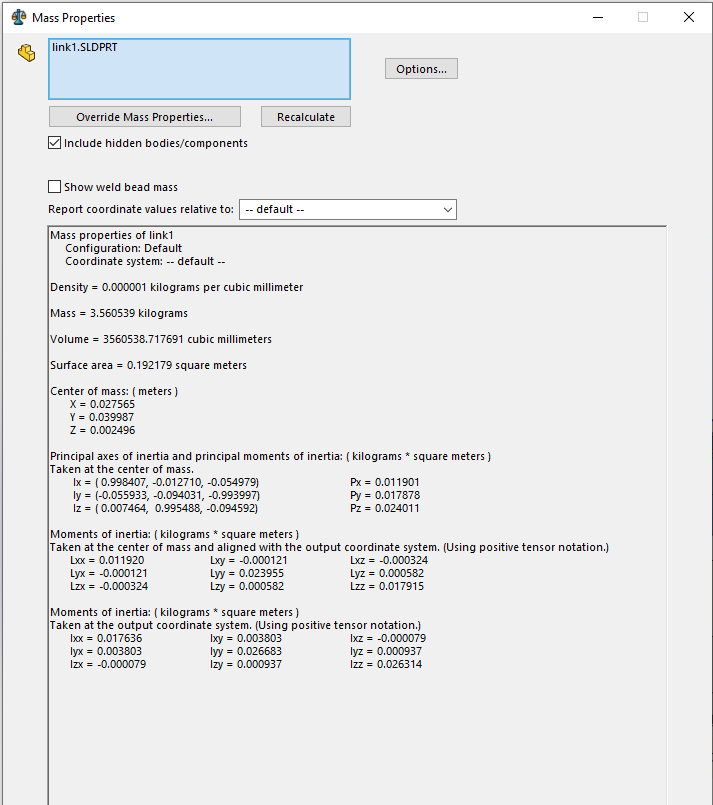 Mass Properties
link1.SLDPRT
Options...
Override Mass Properties...
Recalculate
Include hidden bodies/components
Show weld bead mass
Report coordinate values relative to: -- default --
Mass properties of link1
Configuration: Default
Coordinate system: -- default --
Density = 0.000001 kilograms per cubic millimeter
Mass = 3.560539 kilograms
Volume = 3560538.717691 cubic millimeters
Surface area = 0.192179 square meters
Center of mass: ( meters )
X = 0.027565
Y = 0.039987
Z = 0.002496
Principal axes of inertia and principal moments of inertia: ( kilograms * square meters )
Taken at the center of mass.
Ix = ( 0.998407, -0.012710, -0.054979) Px = 0.011901
Iy = (-0.055933, -0.094031, -0.993997) Py = 0.017878
Iz = ( 0.007464, 0.995488, -0.094592) Pz = 0.024011
Moments of inertia: ( kilograms * square meters )
Taken at the center of mass and aligned with the output coordinate system. (Using positive tensor notation.)
Lxx = 0.011920 Lxy = -0.000121 Lxz = -0.000324
Lyx = -0.000121 Lyy = 0.023955 Lyz = 0.000582
Lzx = -0.000324 Lzy = 0.000582 Lzz = 0.017915
Moments of inertia: ( kilograms * square meters )
Taken at the output coordinate system. (Using positive tensor notation.)
Ixx = 0.017636 Ixy = 0.003803 Ixz = -0.000079
Iyx = 0.003803 Iyy = 0.026683 Iyz = 0.000937
Izx = -0.000079 Izy = 0.000937 Izz = 0.026314